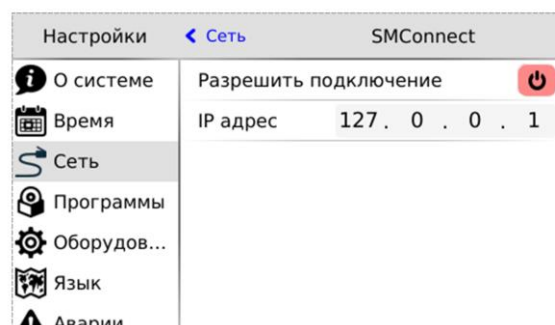 Настройки
Сеть
SMConnect
О системе
Разрешить подключение
Время
IP адрес
127. 0 . 0 . 1
Сеть
Программы
Оборудов...
Язык
Аварии